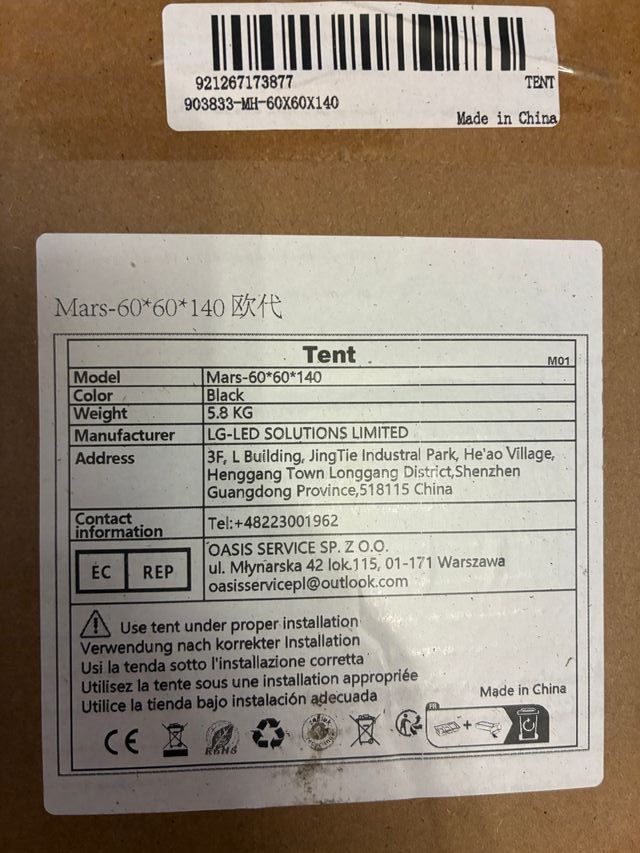 921267173877 TENT
903833-MH-60X60X140
Made in China
Mars-60*60*140 欧代
Tent M01
Model Mars-60*60*140
Color Black
Weight 5.8 KG
Manufacturer LG-LED SOLUTIONS LIMITED
Address 3F, L Building, JingTie Industral Park, He'ao Village,
Henggang Town Longgang District,Shenzhen
Guangdong Province,518115 China
Contact information Tel:+48223001962
EC REP OASIS SERVICE SP. Z O.O.
ul. Młynarska 42 lok.115, 01-171 Warszawa
oasisservicepl@outlook.com
Use tent under proper installation
Verwendung nach korrekter Installation
Usi la tenda sotto l'installazione corretta
Utilisez la tente sous une installation appropriée
Utilice la tienda bajo instalación adecuada
Made in China
CE RoHS FR +